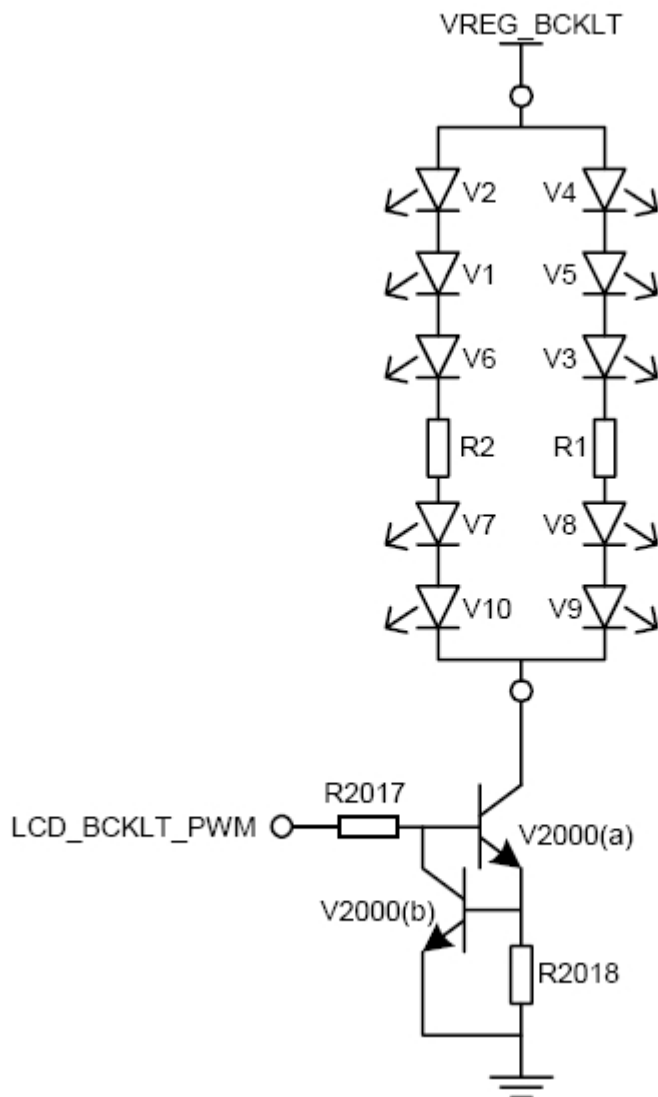 VREG_BCKLT
V2 V4
V1 V5
V6 V3
R2 R1
V7 V8
V10 V9
R2017
LCD_BCKLT_PWM
V2000(a)
V2000(b)
R2018